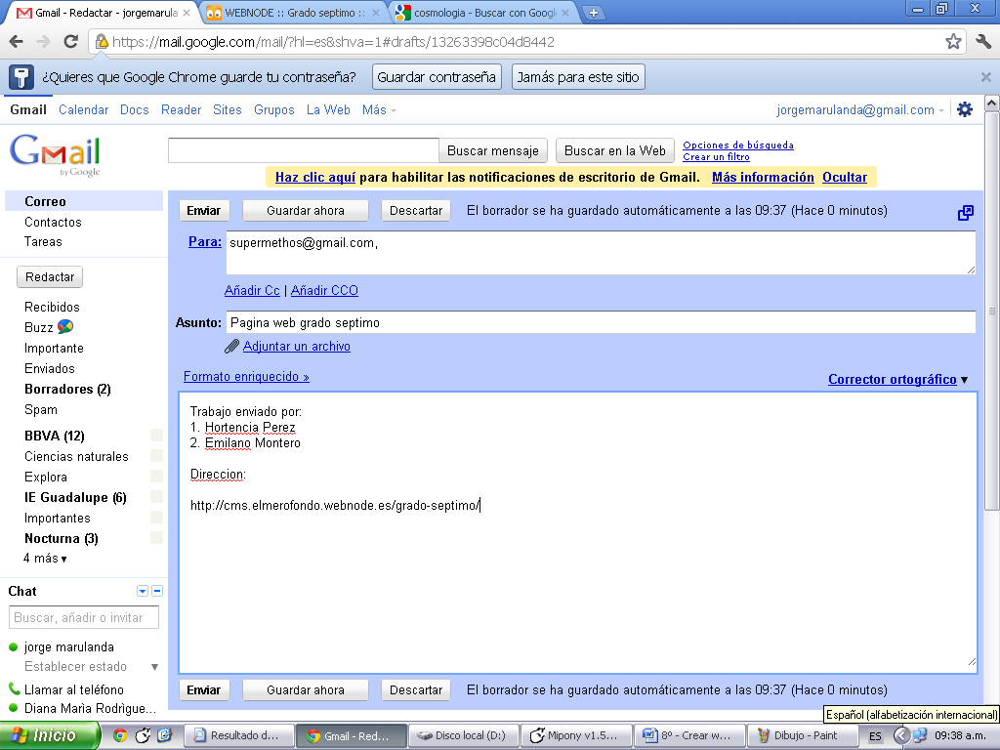 Gmail - Redactar - jorgemarula
WEBNODE :: Grado septimo ::
cosmologia - Buscar con Googl
https://mail.google.com/mail/?hl=es&shva=1#drafts/13263398c04d8442
¿Quieres que Google Chrome guarde tu contraseña? Guardar contraseña Jamás para este sitio
Gmail Calendar Docs Reader Sites Grupos La Web Más jorgemarulanda@gmail.com
Gmail
by Google
Buscar mensaje Buscar en la Web
Opciones de búsqueda
Crear un filtro
Haz clic aquí para habilitar las notificaciones de escritorio de Gmail. Más información Ocultar
Correo
Contactos
Tareas
Redactar
Recibidos
Buzz
Importante
Enviados
Borradores (2)
Spam
BBVA (12)
Ciencias naturales
Explora
IE Guadalupe (6)
Importantes
Nocturna (3)
4 más ▾
Chat
Buscar, añadir o invitar
jorge marulanda
Establecer estado
Llamar al teléfono
Diana Maria Rodrìgue...
Enviar Guardar ahora Descartar El borrador se ha guardado automáticamente a las 09:37 (Hace 0 minutos)
Para: supermethos@gmail.com,
Añadir Cc | Añadir CCO
Asunto: Pagina web grado septimo
Adjuntar un archivo
Formato enriquecido » Corrector ortográfico ▼
Trabajo enviado por:
1. Hortencia Perez
2. Emilano Montero
Direccion:
http://cms.elmerofondo.webnode.es/grado-septimo/
Enviar Guardar ahora Descartar El borrador se ha guardado automáticamente a las 09:37 (Hace 0 minutos)
Español (alfabetización internacional)
Inicio Resultado d... Gmail - Red... Disco local (D:) Mipony v1.5... 8º - Crear w... Dibujo - Paint ES 09:38 a.m.